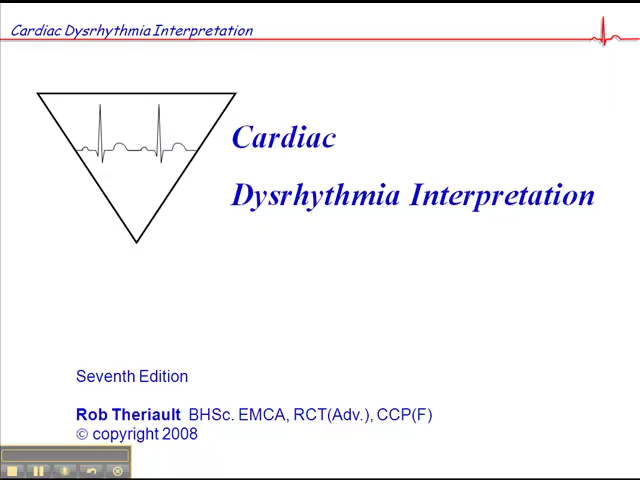 Cardiac Dysrhythmia Interpretation
Cardiac
Dysrhythmia Interpretation
Seventh Edition
Rob Theriault BHSc. EMCA, RCT(Adv.), CCP(F)
© copyright 2008